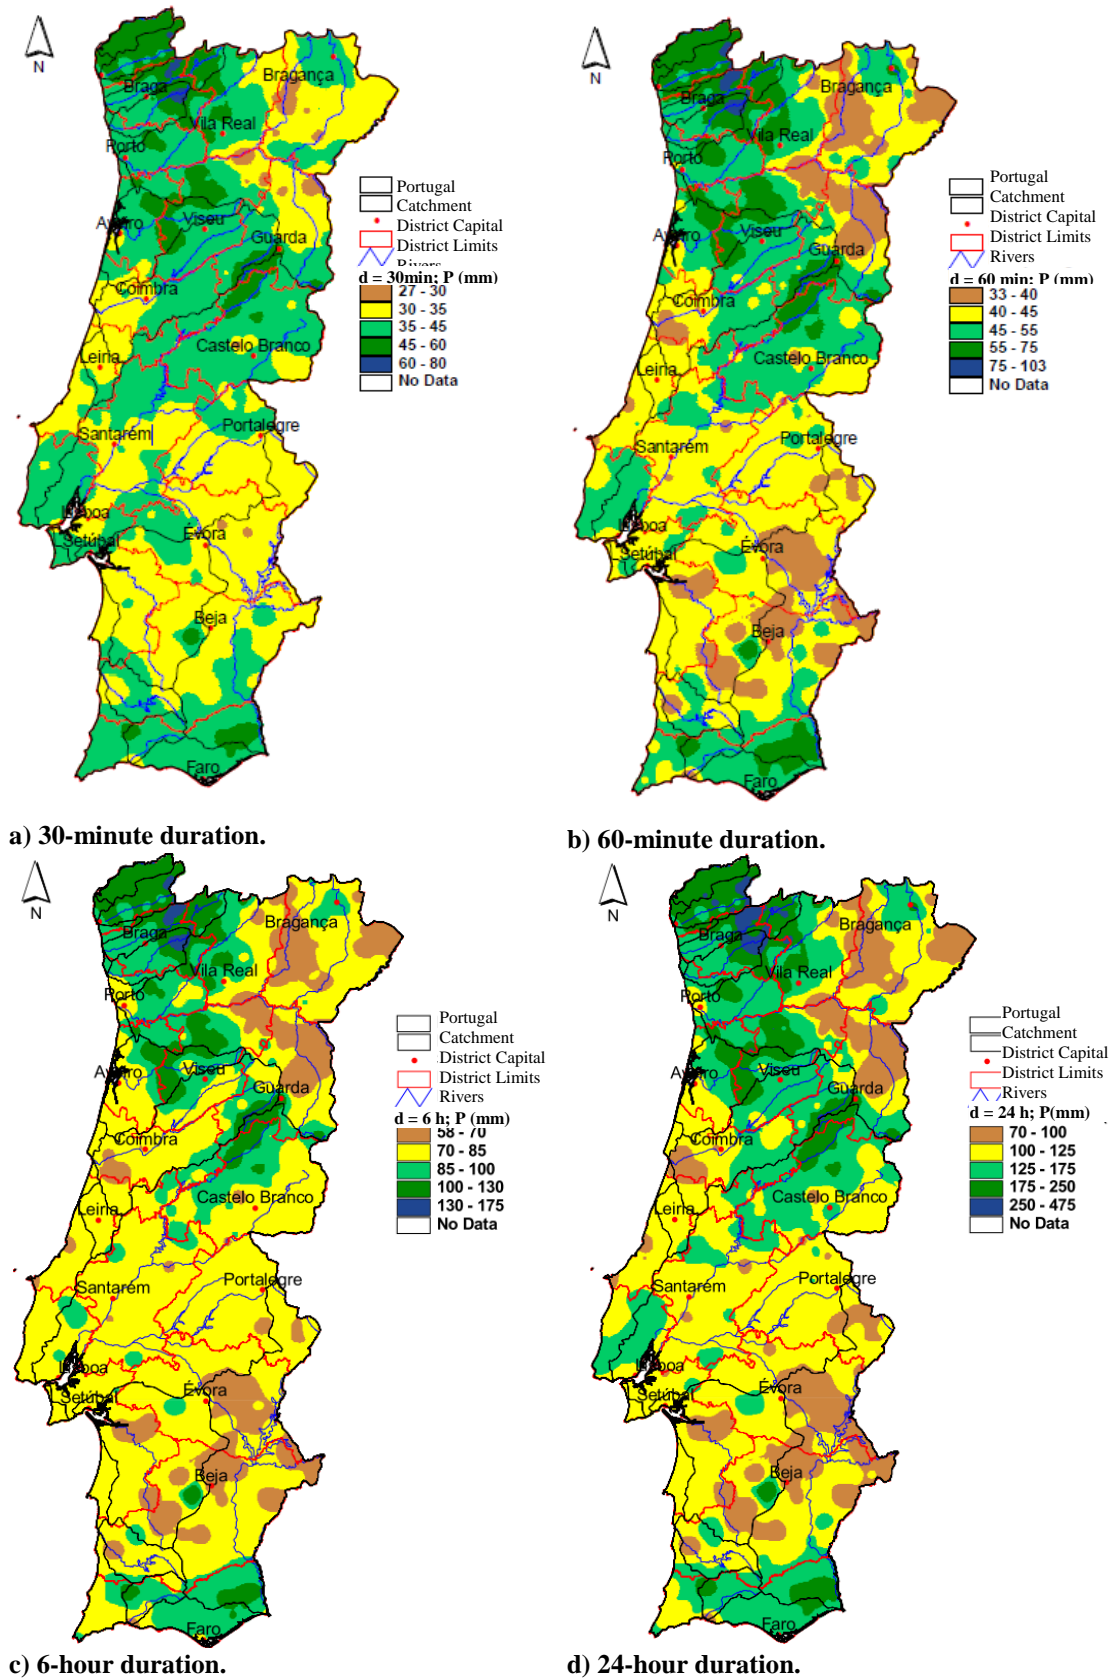 N
Bragança
Braga
Vila Real
Porto
Aveiro
Viseu
Guarda
Coimbra
Leiria
Castelo Branco
Santarém
Portalegre
Lisboa
Setúbal
Évora
Beja
Faro
Portugal
Catchment
District Capital
District Limits
Rivers
d = 30min; P (mm)
27 - 30
30 - 35
35 - 45
45 - 60
60 - 80
No Data
a) 30-minute duration.
N
Bragança
Braga
Vila Real
Porto
Aveiro
Viseu
Guarda
Coimbra
Leiria
Castelo Branco
Santarém
Portalegre
Lisboa
Setúbal
Évora
Beja
Faro
Portugal
Catchment
District Capital
District Limits
Rivers
d = 60 min; P (mm)
33 - 40
40 - 45
45 - 55
55 - 75
75 - 103
No Data
b) 60-minute duration.
N
Bragança
Braga
Vila Real
Porto
Aveiro
Viseu
Guarda
Coimbra
Castelo Branco
Leiria
Santarém
Portalegre
Lisboa
Setúbal
Évora
Beja
Faro
Portugal
Catchment
District Capital
District Limits
Rivers
d = 6 h; P (mm)
58 - 70
70 - 85
85 - 100
100 - 130
130 - 175
No Data
c) 6-hour duration.
N
Bragança
Braga
Vila Real
Porto
Aveiro
Viseu
Guarda
Coimbra
Castelo Branco
Leiria
Santarém
Portalegre
Lisboa
Setúbal
Évora
Beja
Faro
Portugal
Catchment
District Capital
District Limits
Rivers
d = 24 h; P(mm)
70 - 100
100 - 125
125 - 175
175 - 250
250 - 475
No Data
d) 24-hour duration.